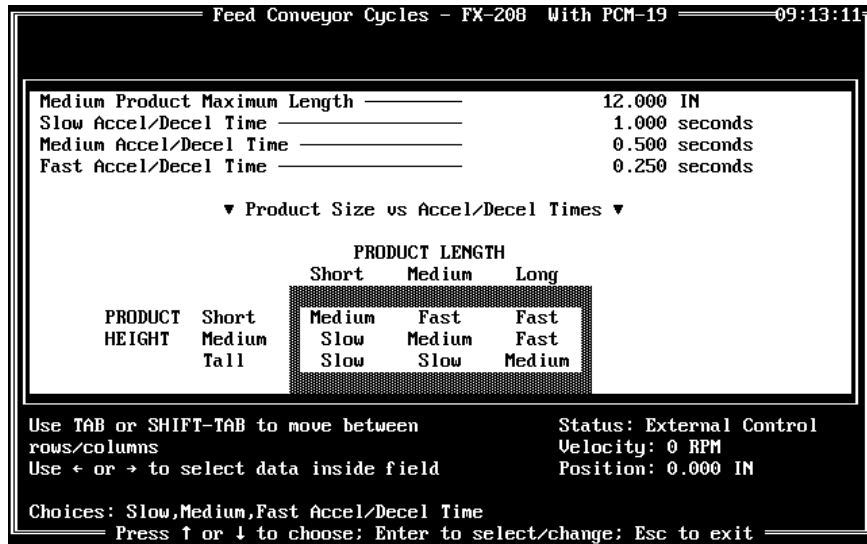 Feed Conveyor Cycles - FX-208 With PCM-19 09:13:11
Medium Product Maximum Length 12.000 IN
Slow Accel/Decel Time 1.000 seconds
Medium Accel/Decel Time 0.500 seconds
Fast Accel/Decel Time 0.250 seconds
▼ Product Size vs Accel/Decel Times ▼
PRODUCT LENGTH
Short Medium Long
PRODUCT Short Medium Fast Fast
HEIGHT Medium Slow Medium Fast
Tall Slow Slow Medium
Use TAB or SHIFT-TAB to move between Status: External Control
rows/columns Velocity: 0 RPM
Use ← or → to select data inside field Position: 0.000 IN
Choices: Slow,Medium,Fast Accel/Decel Time
Press ↑ or ↓ to choose; Enter to select/change; Esc to exit